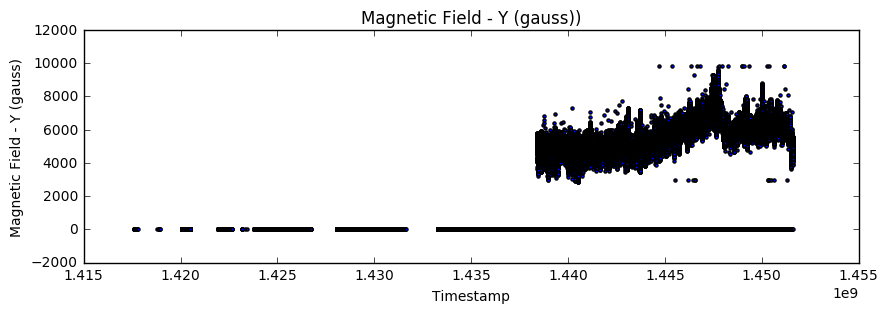 Magnetic Field - Y (gauss))
Magnetic Field - Y (gauss)
12000
10000
8000
6000
4000
2000
0
−2000
1.415 1.420 1.425 1.430 1.435 1.440 1.445 1.450 1.455
1e9
Timestamp